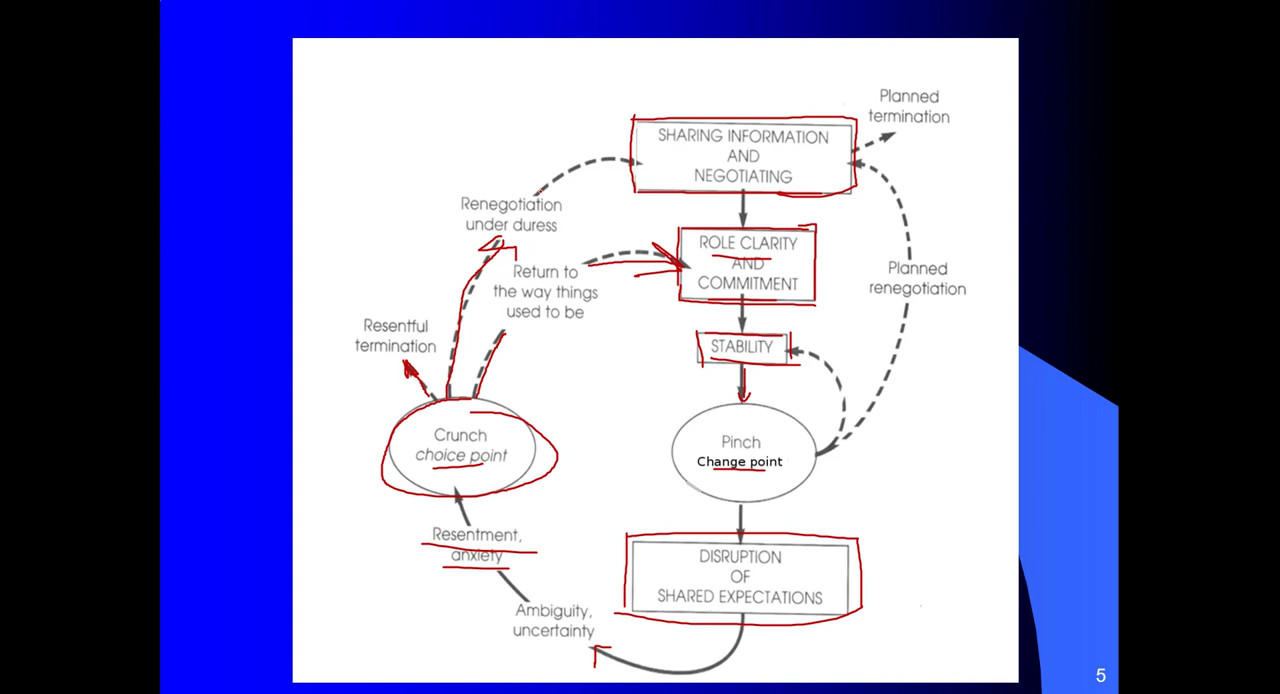 Planned
termination
SHARING INFORMATION
AND
NEGOTIATING
Renegotiation
under duress
ROLE CLARITY
AND
COMMITMENT
Return to
the way things
used to be
Planned
renegotiation
Resentful
termination
STABILITY
Crunch
choice point
Pinch
Change point
Resentment,
anxiety
DISRUPTION
OF
SHARED EXPECTATIONS
Ambiguity,
uncertainty
5